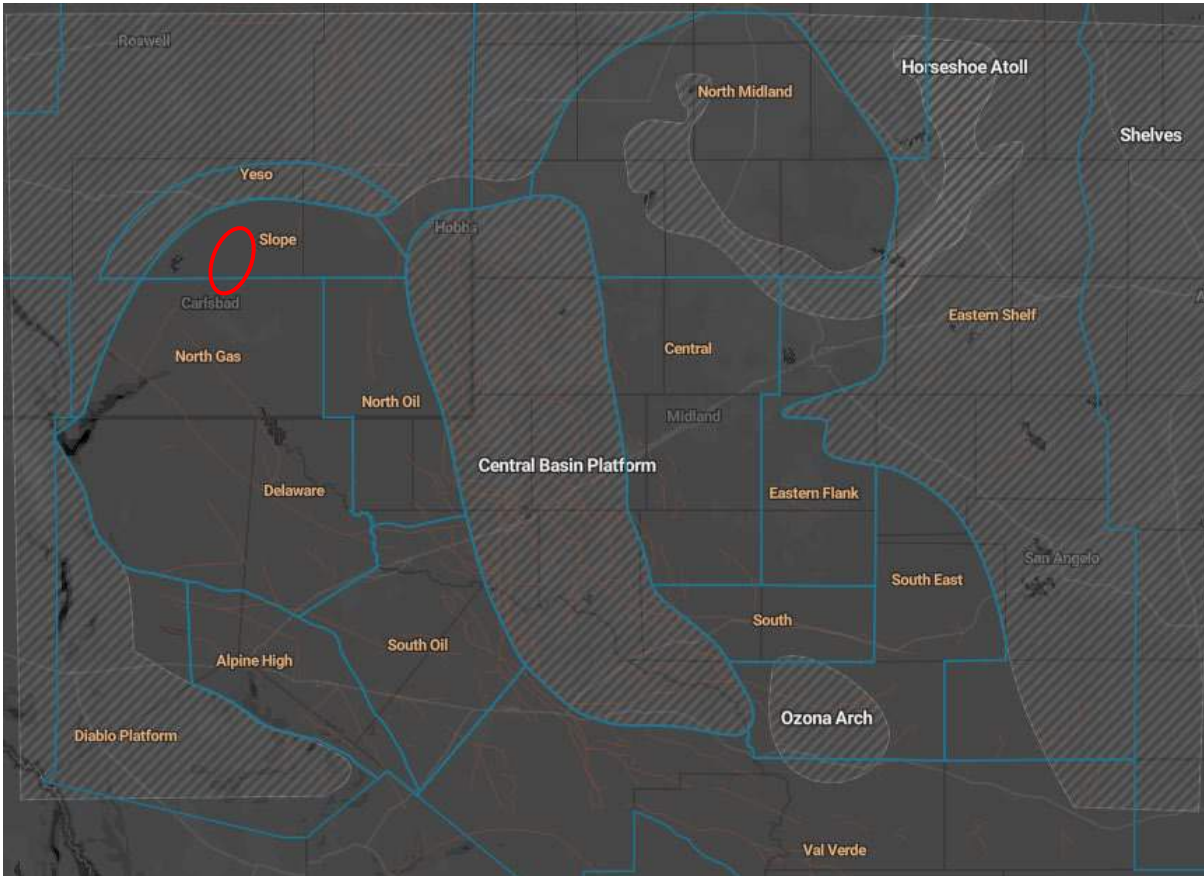 Roswell
Horseshoe Atoll
North Midland
Shelves
Yeso
Hobbs
Slope
Carlsbad
Eastern Shelf
Central
North Gas
North Oil
Midland
Central Basin Platform
Delaware
Eastern Flank
San Angelo
South East
South
South Oil
Alpine High
Ozona Arch
Diablo Platform
Val Verde